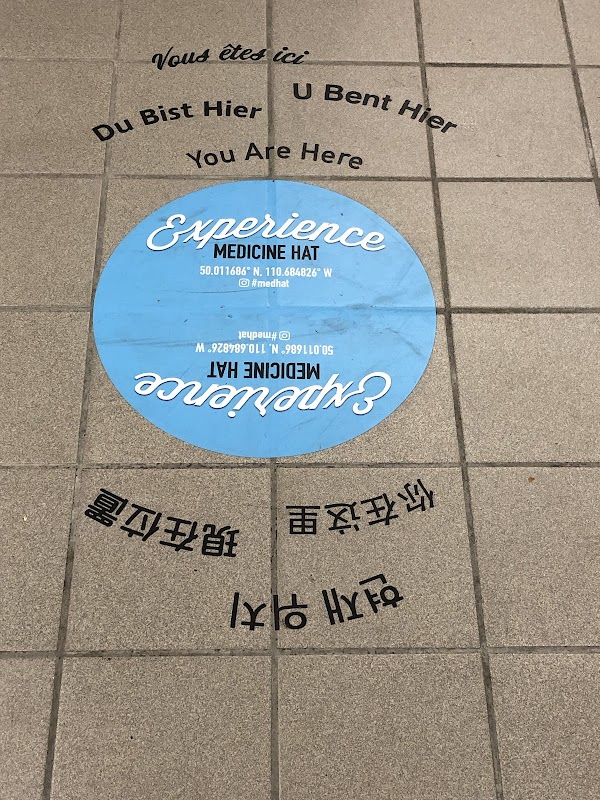 Vous êtes ici
Du Bist Hier
U Bent Hier
You Are Here
Experience
MEDICINE HAT
50.011686° N, 110.684826° W
#medhat
#medhat
50.011686° N, 110.684826° W
MEDICINE HAT
Experience
現在位置
你在这里
현재 위치